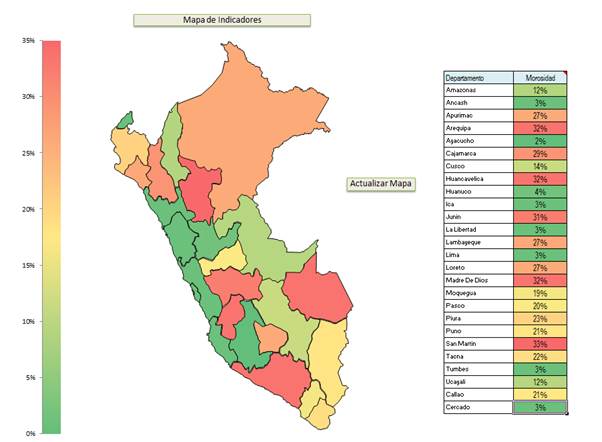 Mapa de Indicadores
35%
30%
25%
20%
15%
10%
5%
0%
Actualizar Mapa
Departamento Morosidad
Amazonas 12%
Ancash 3%
Apurimac 27%
Arequipa 32%
Ayacucho 2%
Cajamarca 29%
Cusco 14%
Huancavelica 32%
Huanuco 4%
Ica 3%
Junin 31%
La Libertad 3%
Lambayeque 27%
Lima 3%
Loreto 27%
Madre De Dios 32%
Moquegua 19%
Pasco 20%
Piura 23%
Puno 21%
San Martin 33%
Tacna 22%
Tumbes 3%
Ucayali 12%
Callao 21%
Cercado 3%